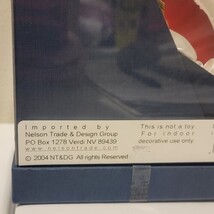 Imported by
Nelson Trade & Design Group
PO Box 1278 Verdi NV 89439
www.nelsontrade.com
© 2004 NT&DG All rights Reserved
This is not a toy
For indoor
decorative use only.